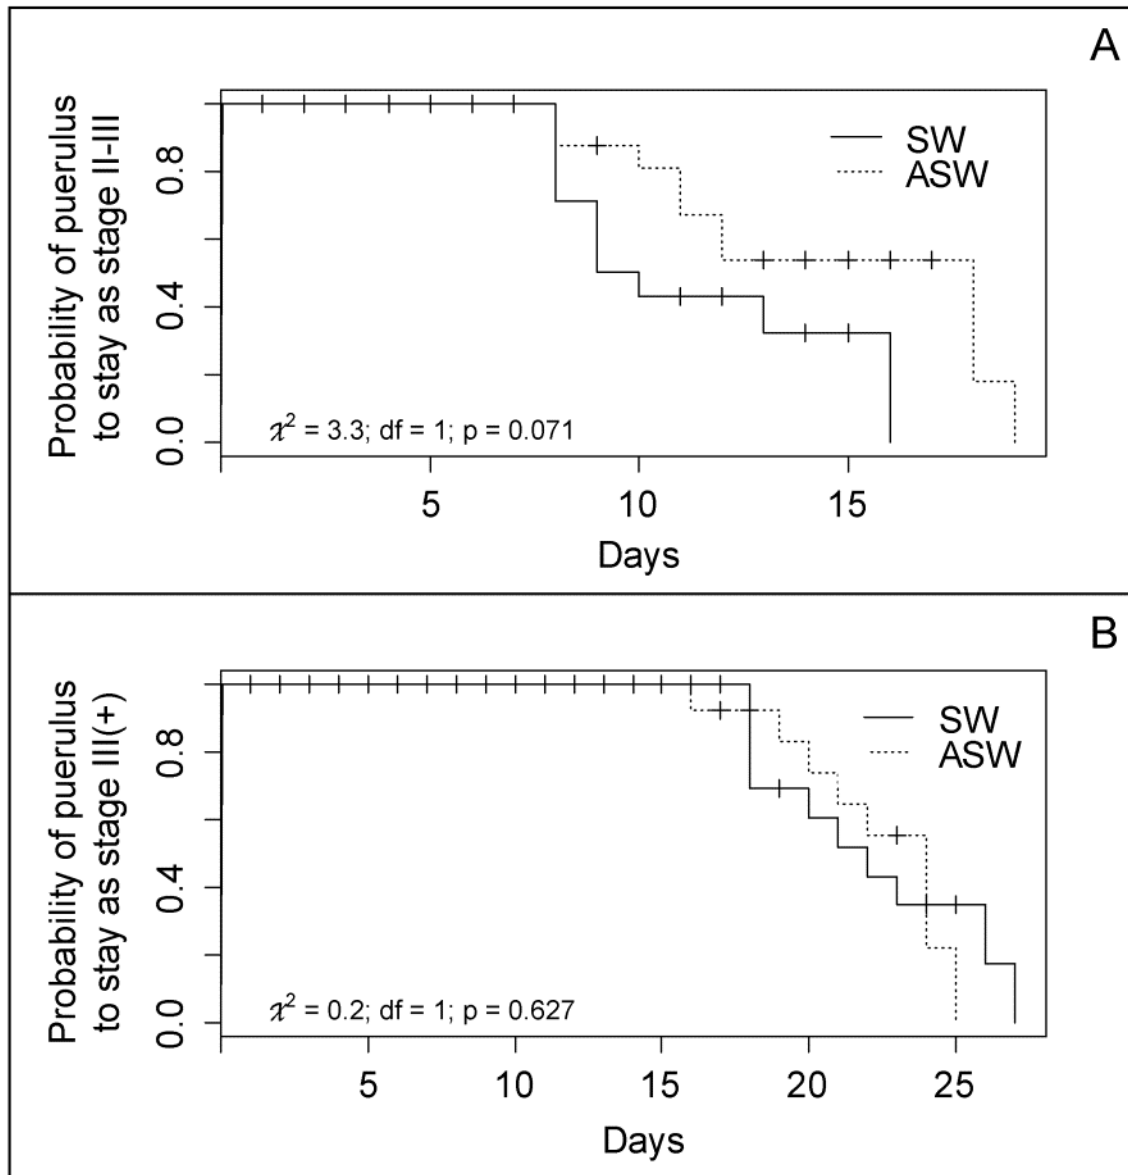 A
Probability of puerulus
to stay as stage II-III
0.8
0.4
0.0
SW
ASW
χ² = 3.3; df = 1; p = 0.071
5 10 15
Days
B
Probability of puerulus
to stay as stage III(+)
0.8
0.4
0.0
SW
ASW
χ² = 0.2; df = 1; p = 0.627
5 10 15 20 25
Days